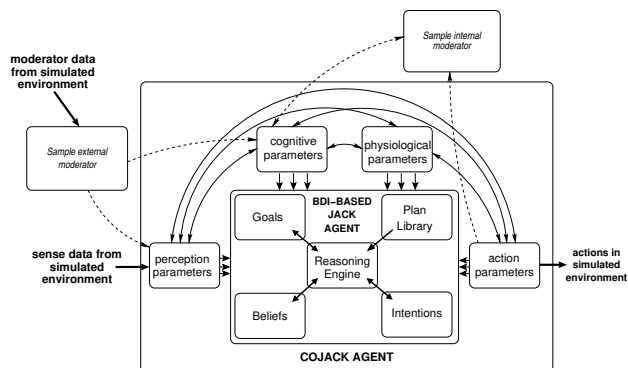 moderator data
from simulated
environment
Sample internal
moderator
Sample external
moderator
cognitive
parameters
physiological
parameters
BDI−BASED
JACK
AGENT
Goals
Plan
Library
Reasoning
Engine
Beliefs
Intentions
sense data from
simulated
environment
perception
parameters
action
parameters
actions in
simulated
environment
COJACK AGENT